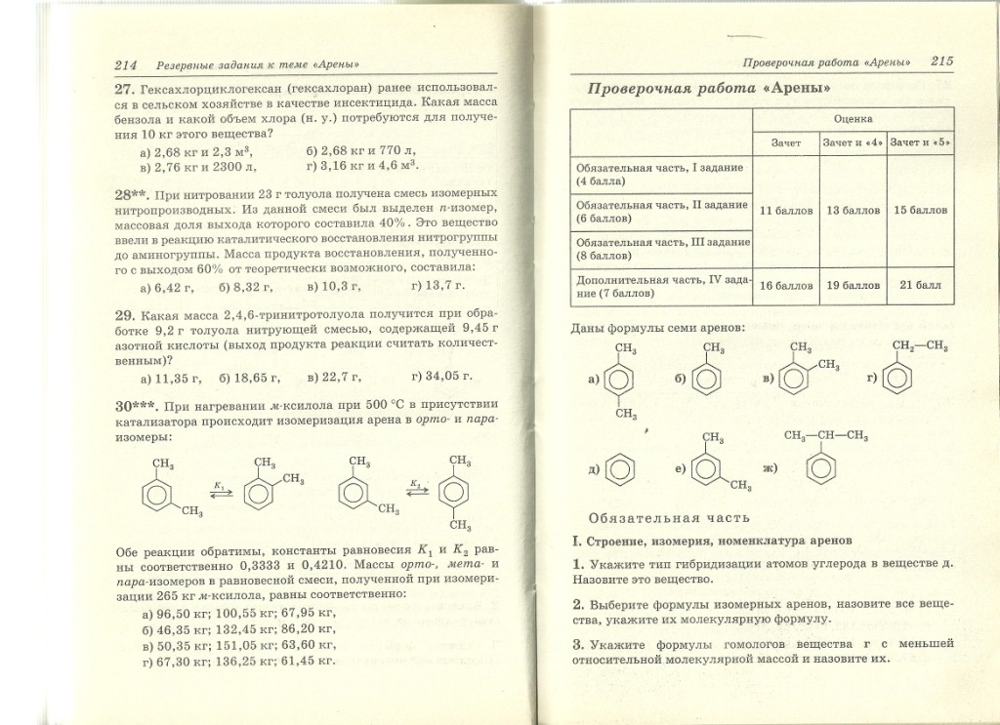 214 Резервные задания к теме «Арены»
27. Гексахлорциклогексан (гексахлоран) ранее использовал-
ся в сельском хозяйстве в качестве инсектицида. Какая масса
бензола и какой объем хлора (н. у.) потребуются для получе-
ния 10 кг этого вещества?
а) 2,68 кг и 2,3 м³, б) 2,68 кг и 770 л,
в) 2,76 кг и 2300 л, г) 3,16 кг и 4,6 м³.
28**. При нитровании 23 г толуола получена смесь изомерных
нитропроизводных. Из данной смеси был выделен п-изомер,
массовая доля выхода которого составила 40%. Это вещество
ввели в реакцию каталитического восстановления нитрогруппы
до аминогруппы. Масса продукта восстановления, полученно-
го с выходом 60% от теоретически возможного, составила:
а) 6,42 г, б) 8,32 г, в) 10,3 г, г) 13,7 г.
29. Какая масса 2,4,6-тринитротолуола получится при обра-
ботке 9,2 г толуола нитрующей смесью, содержащей 9,45 г
азотной кислоты (выход продукта реакции считать количест-
венным)?
а) 11,35 г, б) 18,65 г, в) 22,7 г, г) 34,05 г.
30***. При нагревании м-ксилола при 500 °С в присутствии
катализатора происходит изомеризация арена в орто- и пара-
изомеры:
CH₃ CH₃ CH₃ CH₃
K₁ CH₃ K₂
CH₃ CH₃
CH₃
Обе реакции обратимы, константы равновесия K₁ и K₂ рав-
ны соответственно 0,3333 и 0,4210. Массы орто-, мета- и
пара-изомеров в равновесной смеси, полученной при изомери-
зации 265 кг м-ксилола, равны соответственно:
а) 96,50 кг; 100,55 кг; 67,95 кг,
б) 46,35 кг; 132,45 кг; 86,20 кг,
в) 50,35 кг; 151,05 кг; 63,60 кг,
г) 67,30 кг; 136,25 кг; 61,45 кг.
Проверочная работа «Арены» 215
Проверочная работа «Арены»
Оценка
Зачет Зачет и «4» Зачет и «5»
Обязательная часть, I задание
(4 балла)
Обязательная часть, II задание
(6 баллов)
11 баллов 13 баллов 15 баллов
Обязательная часть, III задание
(8 баллов)
Дополнительная часть, IV зада-
ние (7 баллов)
16 баллов 19 баллов 21 балл
Даны формулы семи аренов:
CH₃ CH₃ CH₃ CH₂—CH₃
CH₃
а) б) в) г)
CH₃
CH₃ CH₃—CH—CH₃
д) е) ж)
CH₃
Обязательная часть
I. Строение, изомерия, номенклатура аренов
1. Укажите тип гибридизации атомов углерода в веществе д.
Назовите это вещество.
2. Выберите формулы изомерных аренов, назовите все веще-
ства, укажите их молекулярную формулу.
3. Укажите формулы гомологов вещества г с меньшей
относительной молекулярной массой и назовите их.